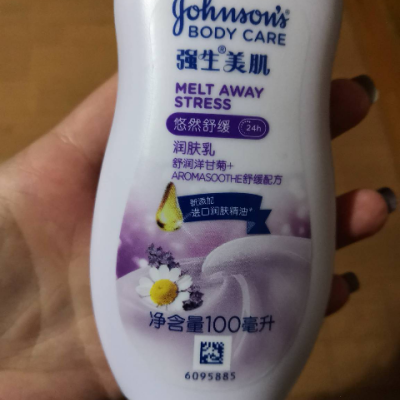 Johnson's®
BODY CARE
强生®美肌
MELT AWAY
STRESS
悠然舒缓 24h
润肤乳
舒润洋甘菊+
AROMASOOTHE舒缓配方
新添加
进口润肤精油*
净含量100毫升
6095885